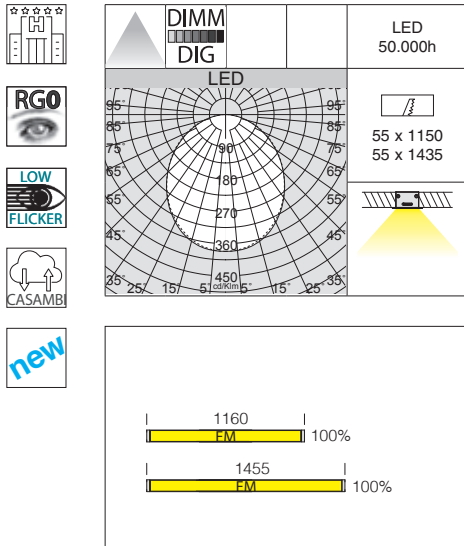 RG0
LOW
FLICKER
CASAMBI
new
DIMM
DIG
LED
50.000h
LED
95° 95°
85° 85°
75° 90 75°
65° 180 65°
55° 270 55°
45° 360 45°
35° 25° 15° 5° 450 5° 15° 25° 35°
cd/Klm
55 x 1150
55 x 1435
1160
EM 100%
1455
EM 100%